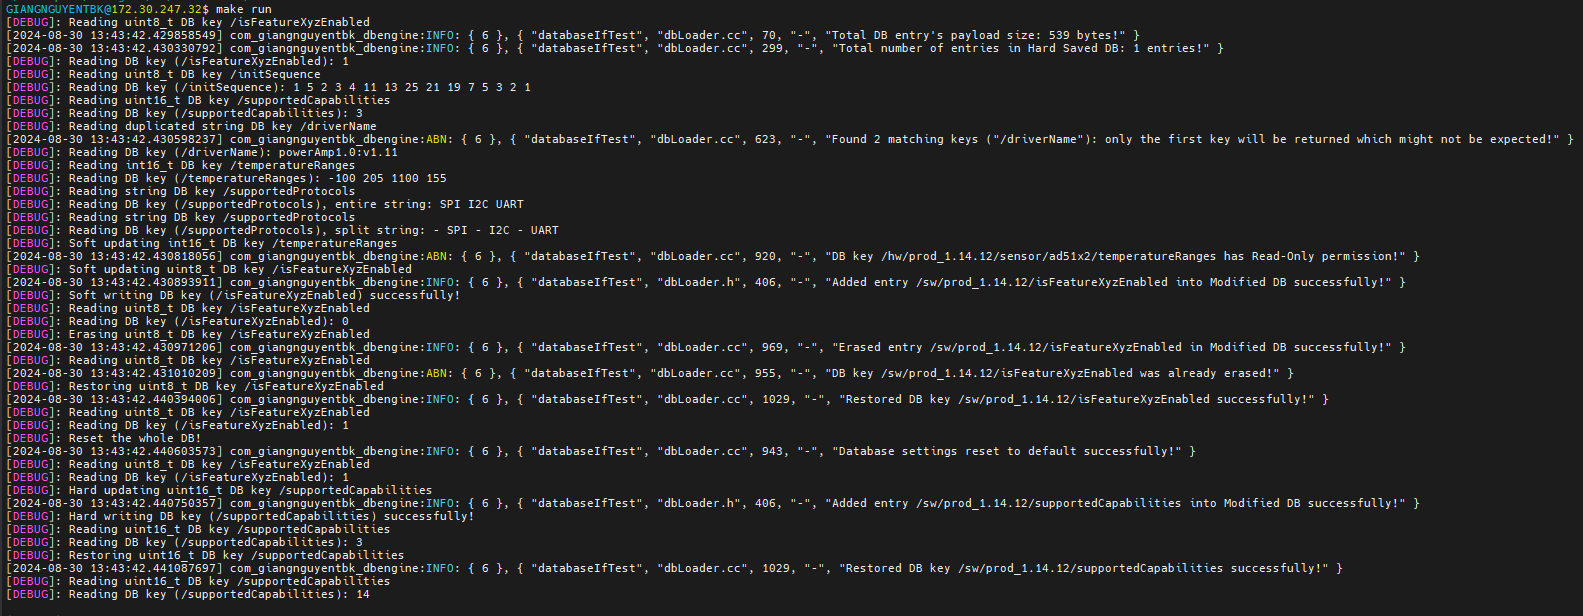 GIANGNGUYENTBK@172.30.247.32$ make run
[DEBUG]: Reading uint8_t DB key /isFeatureXyzEnabled
[2024-08-30 13:43:42.429858549] com_giangnguyentbk_dbengine:INFO: { 6 }, { "databaseIfTest", "dbLoader.cc", 70, "-", "Total DB entry's payload size: 539 bytes!" }
[2024-08-30 13:43:42.430330792] com_giangnguyentbk_dbengine:INFO: { 6 }, { "databaseIfTest", "dbLoader.cc", 299, "-", "Total number of entries in Hard Saved DB: 1 entries!" }
[DEBUG]: Reading DB key (/isFeatureXyzEnabled): 1
[DEBUG]: Reading uint8_t DB key /initSequence
[DEBUG]: Reading DB key (/initSequence): 1 5 2 3 4 11 13 25 21 19 7 5 3 2 1
[DEBUG]: Reading uint16_t DB key /supportedCapabilities
[DEBUG]: Reading DB key (/supportedCapabilities): 3
[DEBUG]: Reading duplicated string DB key /driverName
[2024-08-30 13:43:42.430598237] com_giangnguyentbk_dbengine:ABN: { 6 }, { "databaseIfTest", "dbLoader.cc", 623, "-", "Found 2 matching keys ("/driverName"): only the first key will be returned which might not be expected!" }
[DEBUG]: Reading DB key (/driverName): powerAmp1.0:v1.11
[DEBUG]: Reading int16_t DB key /temperatureRanges
[DEBUG]: Reading DB key (/temperatureRanges): -100 205 1100 155
[DEBUG]: Reading string DB key /supportedProtocols
[DEBUG]: Reading DB key (/supportedProtocols), entire string: SPI I2C UART
[DEBUG]: Reading string DB key /supportedProtocols
[DEBUG]: Reading DB key (/supportedProtocols), split string: - SPI - I2C - UART
[DEBUG]: Soft updating int16_t DB key /temperatureRanges
[2024-08-30 13:43:42.430818056] com_giangnguyentbk_dbengine:ABN: { 6 }, { "databaseIfTest", "dbLoader.cc", 920, "-", "DB key /hw/prod_1.14.12/sensor/ad51x2/temperatureRanges has Read-Only permission!" }
[DEBUG]: Soft updating uint8_t DB key /isFeatureXyzEnabled
[2024-08-30 13:43:42.430893911] com_giangnguyentbk_dbengine:INFO: { 6 }, { "databaseIfTest", "dbLoader.h", 406, "-", "Added entry /sw/prod_1.14.12/isFeatureXyzEnabled into Modified DB successfully!" }
[DEBUG]: Soft writing DB key (/isFeatureXyzEnabled) successfully!
[DEBUG]: Reading uint8_t DB key /isFeatureXyzEnabled
[DEBUG]: Reading DB key (/isFeatureXyzEnabled): 0
[DEBUG]: Erasing uint8_t DB key /isFeatureXyzEnabled
[2024-08-30 13:43:42.430971206] com_giangnguyentbk_dbengine:INFO: { 6 }, { "databaseIfTest", "dbLoader.cc", 969, "-", "Erased entry /sw/prod_1.14.12/isFeatureXyzEnabled in Modified DB successfully!" }
[DEBUG]: Reading uint8_t DB key /isFeatureXyzEnabled
[2024-08-30 13:43:42.431010209] com_giangnguyentbk_dbengine:ABN: { 6 }, { "databaseIfTest", "dbLoader.cc", 955, "-", "DB key /sw/prod_1.14.12/isFeatureXyzEnabled was already erased!" }
[DEBUG]: Restoring uint8_t DB key /isFeatureXyzEnabled
[2024-08-30 13:43:42.440394006] com_giangnguyentbk_dbengine:INFO: { 6 }, { "databaseIfTest", "dbLoader.cc", 1029, "-", "Restored DB key /sw/prod_1.14.12/isFeatureXyzEnabled successfully!" }
[DEBUG]: Reading uint8_t DB key /isFeatureXyzEnabled
[DEBUG]: Reading DB key (/isFeatureXyzEnabled): 1
[DEBUG]: Reset the whole DB!
[2024-08-30 13:43:42.440603573] com_giangnguyentbk_dbengine:INFO: { 6 }, { "databaseIfTest", "dbLoader.cc", 943, "-", "Database settings reset to default successfully!" }
[DEBUG]: Reading uint8_t DB key /isFeatureXyzEnabled
[DEBUG]: Reading DB key (/isFeatureXyzEnabled): 1
[DEBUG]: Hard updating uint16_t DB key /supportedCapabilities
[2024-08-30 13:43:42.440750357] com_giangnguyentbk_dbengine:INFO: { 6 }, { "databaseIfTest", "dbLoader.h", 406, "-", "Added entry /sw/prod_1.14.12/supportedCapabilities into Modified DB successfully!" }
[DEBUG]: Hard writing DB key (/supportedCapabilities) successfully!
[DEBUG]: Reading uint16_t DB key /supportedCapabilities
[DEBUG]: Reading DB key (/supportedCapabilities): 3
[DEBUG]: Restoring uint16_t DB key /supportedCapabilities
[2024-08-30 13:43:42.441087697] com_giangnguyentbk_dbengine:INFO: { 6 }, { "databaseIfTest", "dbLoader.cc", 1029, "-", "Restored DB key /sw/prod_1.14.12/supportedCapabilities successfully!" }
[DEBUG]: Reading uint16_t DB key /supportedCapabilities
[DEBUG]: Reading DB key (/supportedCapabilities): 14